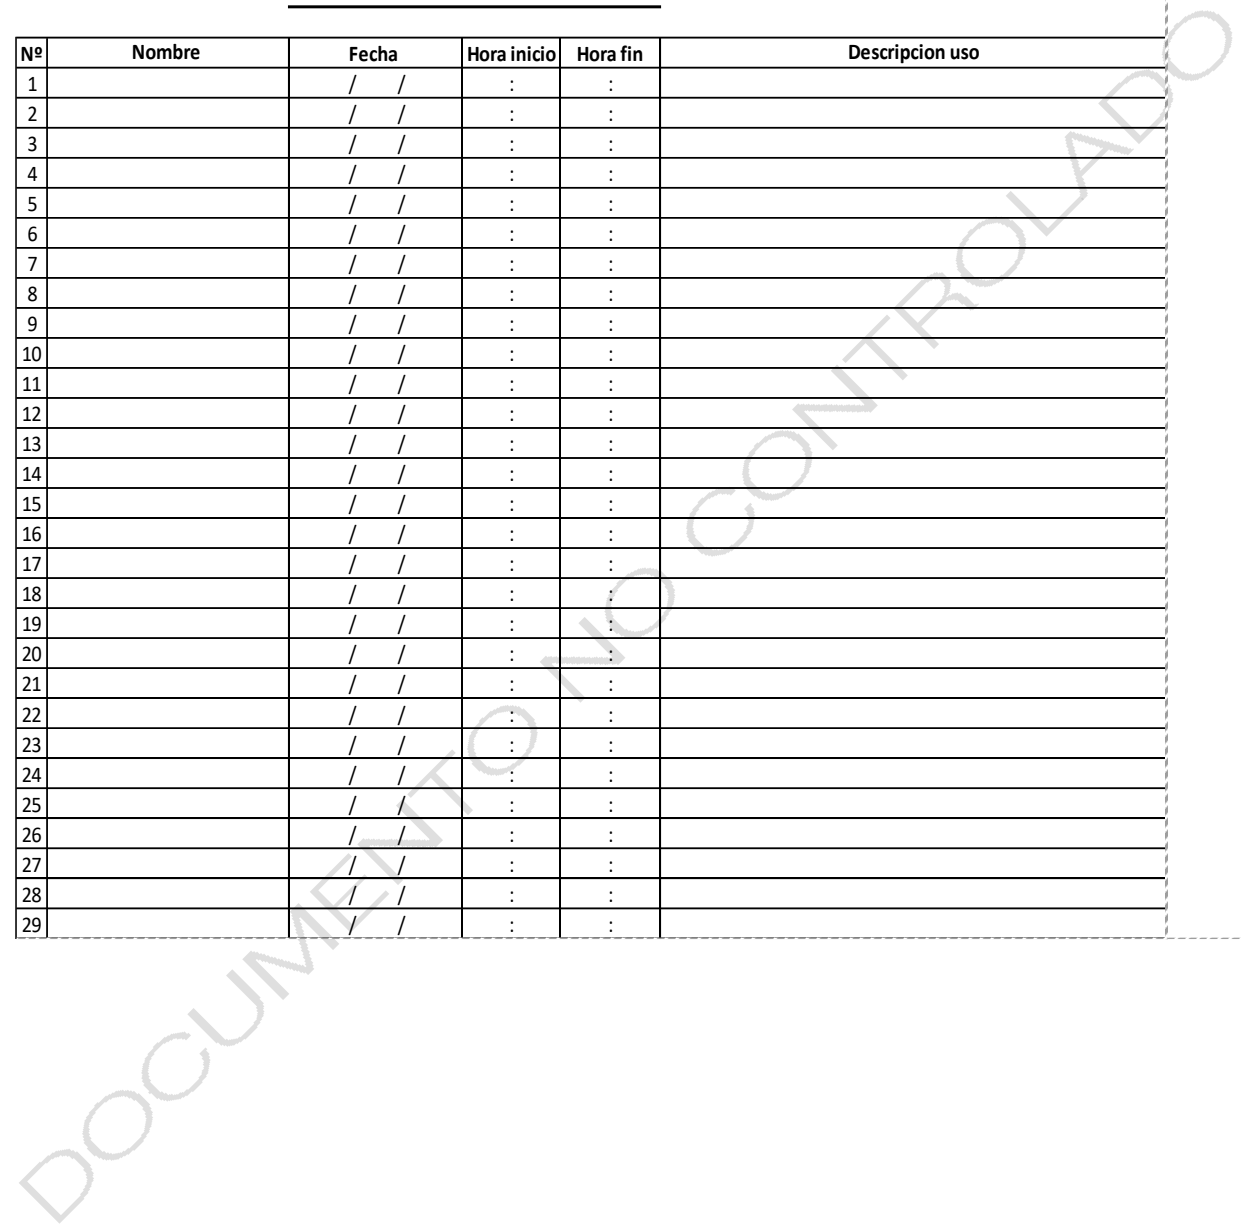 Nº Nombre Fecha Hora inicio Hora fin Descripcion uso
1 / / : :
2 / / : :
3 / / : :
4 / / : :
5 / / : :
6 / / : :
7 / / : :
8 / / : :
9 / / : :
10 / / : :
11 / / : :
12 / / : :
13 / / : :
14 / / : :
15 / / : :
16 / / : :
17 / / : :
18 / / : :
19 / / : :
20 / / : :
21 / / : :
22 / / : :
23 / / : :
24 / / : :
25 / / : :
26 / / : :
27 / / : :
28 / / : :
29 / / : :
DOCUMENTO NO CONTROLADO